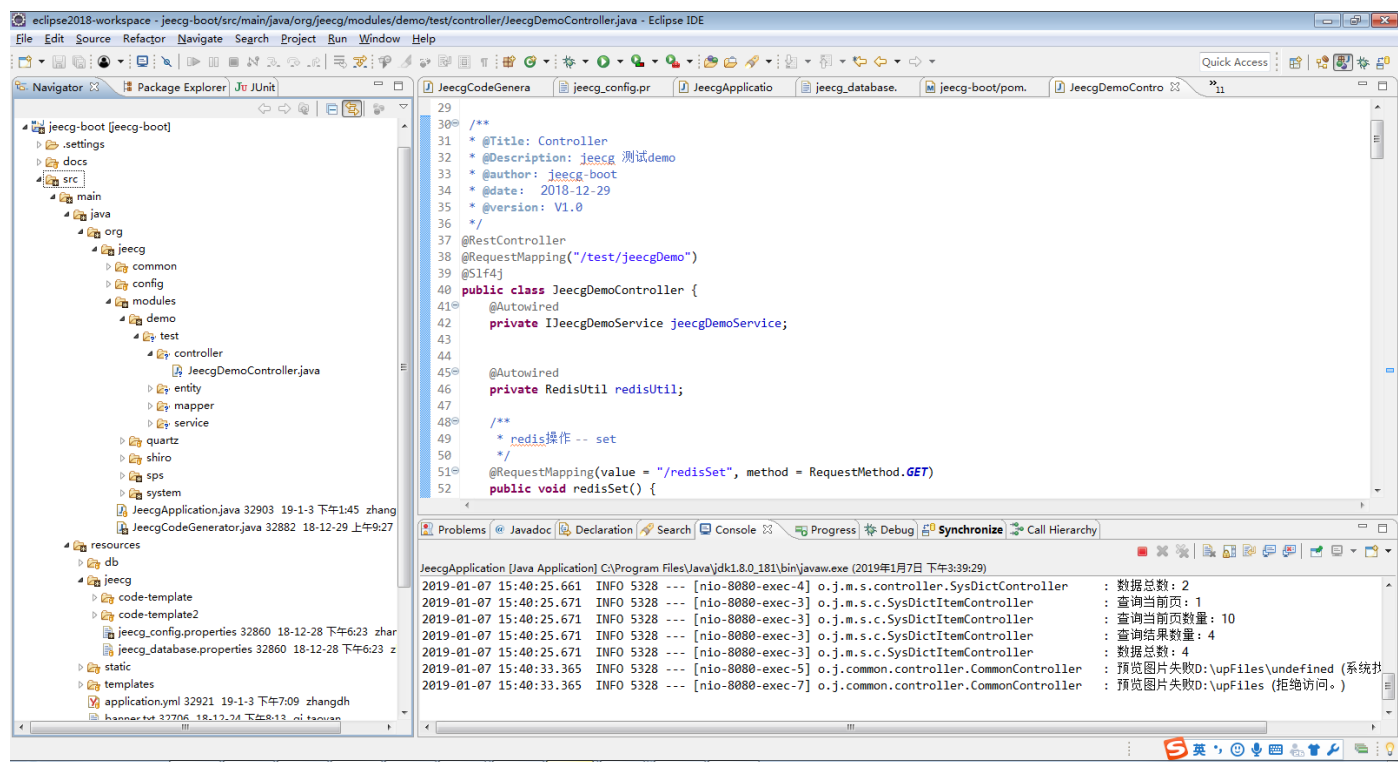 eclipse2018-workspace - jeecg-boot/src/main/java/org/jeecg/modules/demo/test/controller/JeecgDemoController.java - Eclipse IDE
File Edit Source Refactor Navigate Search Project Run Window Help
Quick Access
Navigator Package Explorer Ju JUnit
jeecg-boot [jeecg-boot]
.settings
docs
src
main
java
org
jeecg
common
config
modules
demo
test
controller
JeecgDemoController.java
entity
mapper
service
quartz
shiro
sps
system
JeecgApplication.java 32903 19-1-3 下午1:45 zhang
JeecgCodeGenerator.java 32882 18-12-29 上午9:27
resources
db
jeecg
code-template
code-template2
jeecg_config.properties 32860 18-12-28 下午6:23 zhar
jeecg_database.properties 32860 18-12-28 下午6:23 z
static
templates
application.yml 32921 19-1-3 下午7:09 zhangdh
banner.txt 32706 18-12-24 下午8:13 qi taoyan
JeecgCodeGenera jeecg_config.pr JeecgApplicatio jeecg_database. jeecg-boot/pom. JeecgDemoContro »11
29
30 /**
31 * @Title: Controller
32 * @Description: jeecg 测试demo
33 * @author: jeecg-boot
34 * @date: 2018-12-29
35 * @version: V1.0
36 */
37 @RestController
38 @RequestMapping("/test/jeecgDemo")
39 @Slf4j
40 public class JeecgDemoController {
41 @Autowired
42 private IJeecgDemoService jeecgDemoService;
43
44
45 @Autowired
46 private RedisUtil redisUtil;
47
48 /**
49 * redis操作 -- set
50 */
51 @RequestMapping(value = "/redisSet", method = RequestMethod.GET)
52 public void redisSet() {
Problems @ Javadoc Declaration Search Console Progress Debug Synchronize Call Hierarchy
JeecgApplication [Java Application] C:\Program Files\Java\jdk1.8.0_181\bin\javaw.exe (2019年1月7日 下午3:39:29)
2019-01-07 15:40:25.661 INFO 5328 --- [nio-8080-exec-4] o.j.m.s.controller.SysDictController : 数据总数：2
2019-01-07 15:40:25.671 INFO 5328 --- [nio-8080-exec-3] o.j.m.s.c.SysDictItemController : 查询当前页：1
2019-01-07 15:40:25.671 INFO 5328 --- [nio-8080-exec-3] o.j.m.s.c.SysDictItemController : 查询当前页数量：10
2019-01-07 15:40:25.671 INFO 5328 --- [nio-8080-exec-3] o.j.m.s.c.SysDictItemController : 查询结果数量：4
2019-01-07 15:40:25.671 INFO 5328 --- [nio-8080-exec-3] o.j.m.s.c.SysDictItemController : 数据总数：4
2019-01-07 15:40:33.365 INFO 5328 --- [nio-8080-exec-5] o.j.common.controller.CommonController : 预览图片失败D:\upFiles\undefined (系统找
2019-01-07 15:40:33.365 INFO 5328 --- [nio-8080-exec-7] o.j.common.controller.CommonController : 预览图片失败D:\upFiles (拒绝访问。)
英